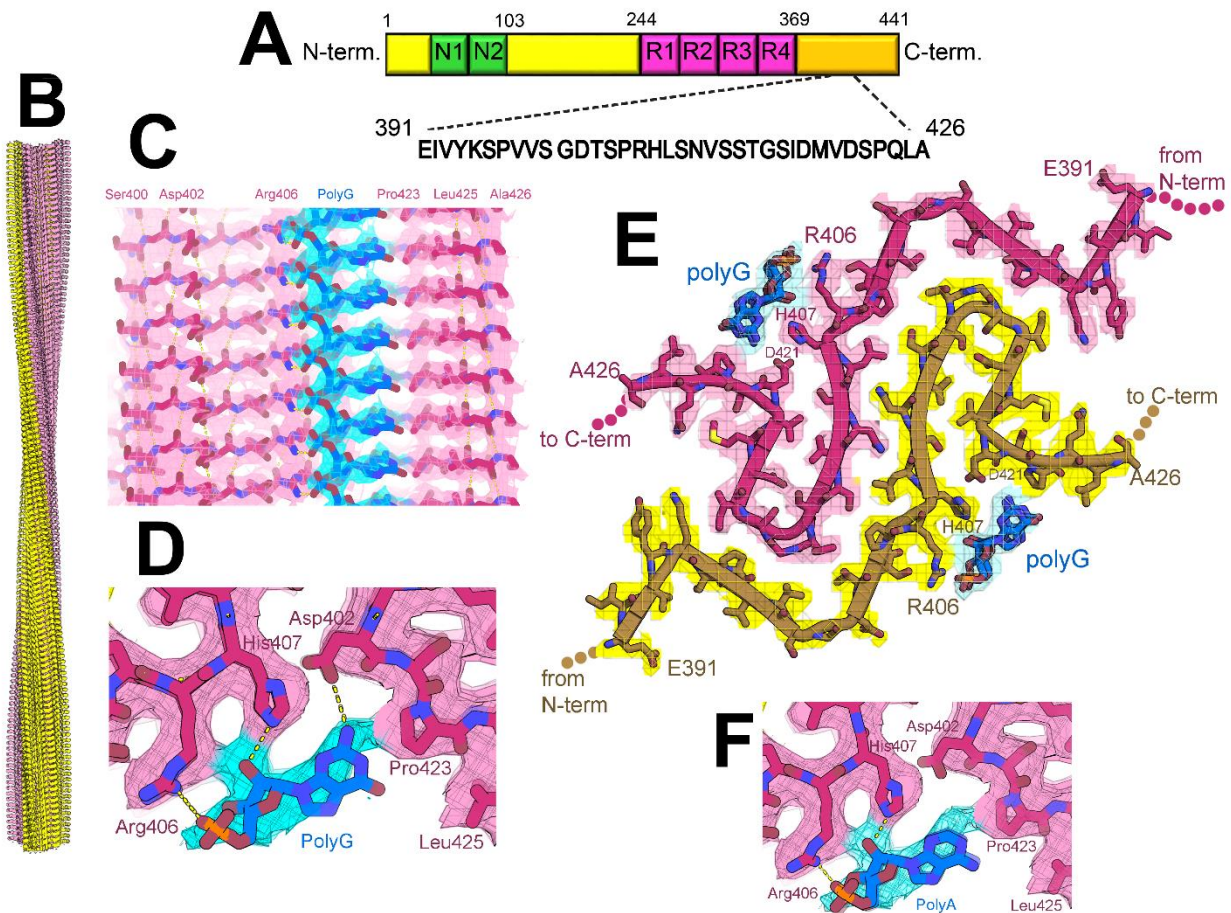 A
1 103 244 369 441
N-term. N1 N2 R1 R2 R3 R4 C-term.
391 426
EIVYKSPVVS GDTSPRHLSNVSSTGSIDMVDSPQLA
B
C
Ser400 Asp402 Arg406 PolyG Pro423 Leu425 Ala426
D
Asp402
His407
Pro423
Arg406
PolyG
Leu425
E
E391
from
N-term
R406
polyG
H407
D421
A426
to C-term
to C-term
D421
A426
H407
polyG
R406
E391
from
N-term
F
Asp402
His407
Pro423
Arg406
PolyA
Leu425